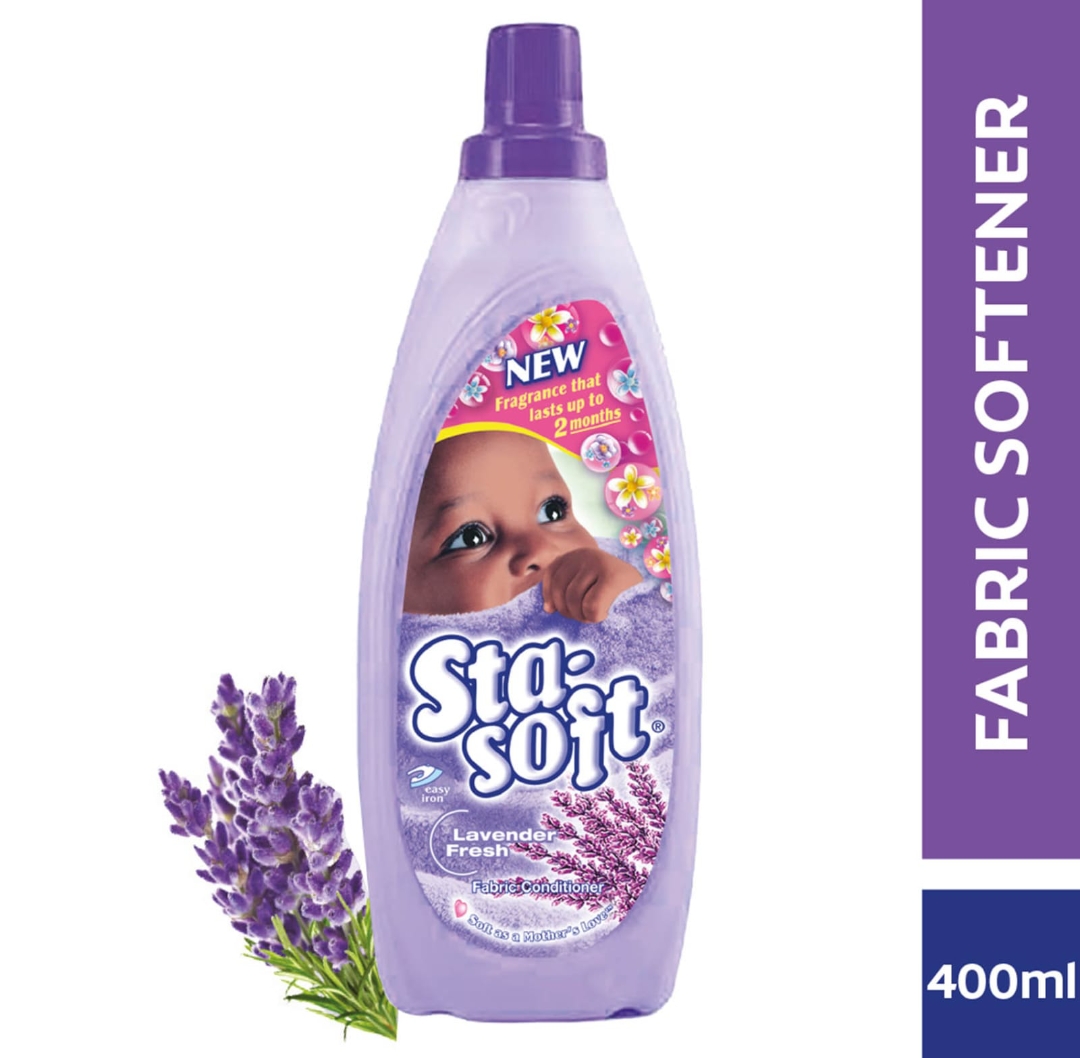 NEW
Fragrance that
lasts up to
2 months
Sta-
soft®
easy
iron
Lavender
Fresh
Fabric Conditioner
Soft as a Mother's Love™
FABRIC SOFTENER
400ml